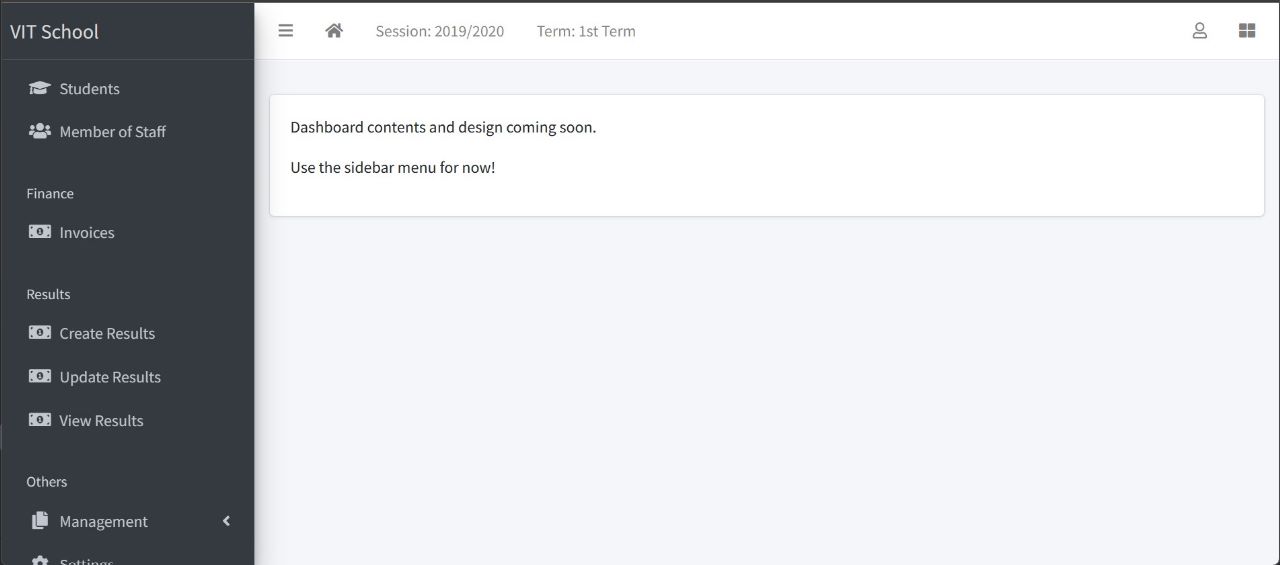 VIT School
Session: 2019/2020
Term: 1st Term
Students
Member of Staff
Finance
Invoices
Results
Create Results
Update Results
View Results
Others
Management
Settings
Dashboard contents and design coming soon.
Use the sidebar menu for now!